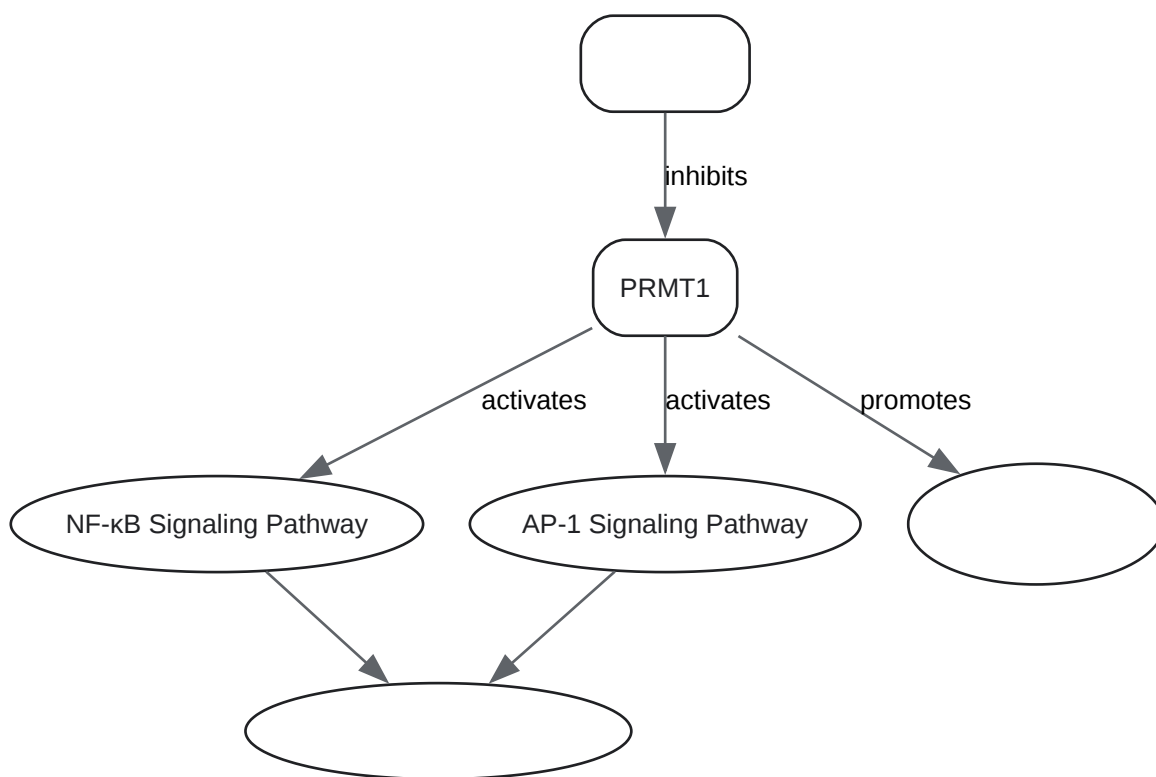 inhibits
PRMT1
activates
activates
promotes
NF-κB Signaling Pathway
AP-1 Signaling Pathway